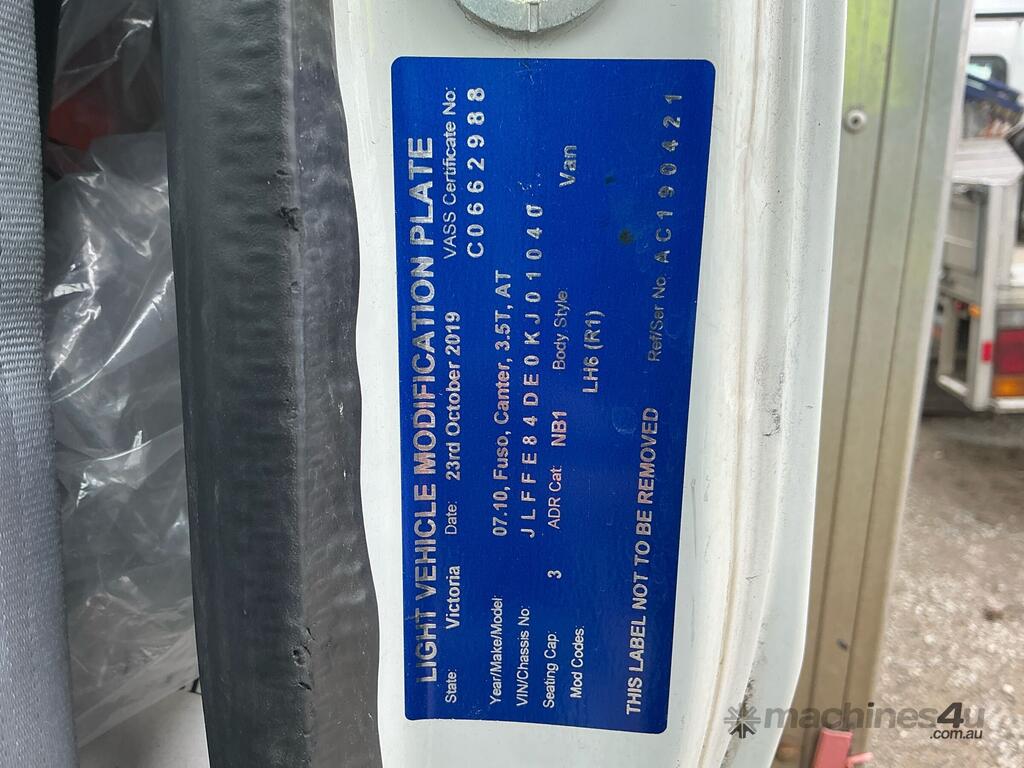 LIGHT VEHICLE MODIFICATION PLATE
State: Victoria Date: 23rd October 2019 VASS Certificate No:
C0662988
Year/Make/Model: 07.10, Fuso, Canter, 3.5T, AT
VIN/Chassis No: JLFFE84DE0KJ01040
Seating Cap: 3 ADR Cat NB1 Body Style: Van
Mod Codes: LH6 (R1)
THIS LABEL NOT TO BE REMOVED Ref/Ser No. AC190421
machines4u
.com.au